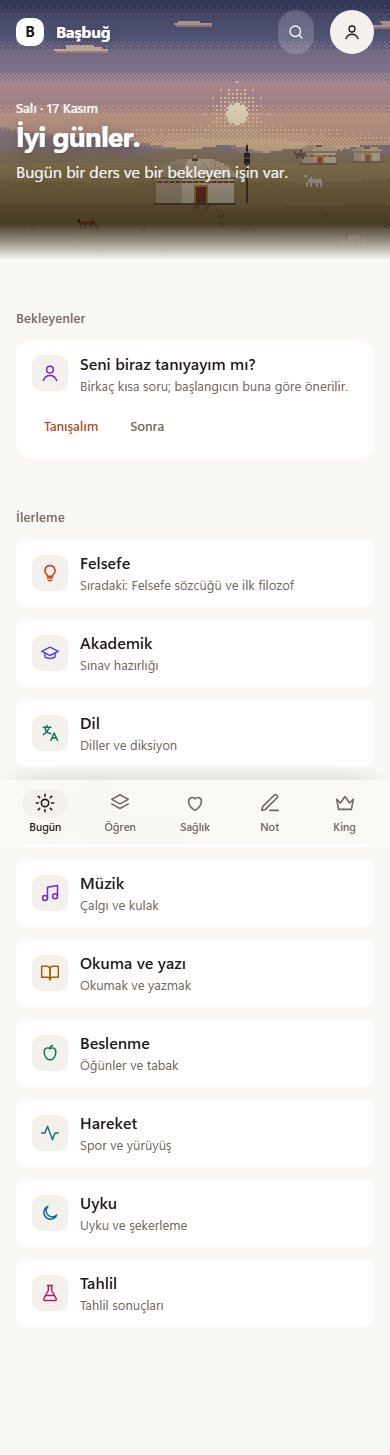 B
Başbuğ
Salı · 17 Kasım
İyi günler.
Bugün bir ders ve bir bekleyen işin var.
Bekleyenler
Seni biraz tanıyayım mı?
Birkaç kısa soru; başlangıcın buna göre önerilir.
Tanışalım
Sonra
İlerleme
Felsefe
Sıradaki: Felsefe sözcüğü ve ilk filozof
Akademik
Sınav hazırlığı
Dil
Diller ve diksiyon
Bugün
Öğren
Sağlık
Not
King
Müzik
Çalgı ve kulak
Okuma ve yazı
Okumak ve yazmak
Beslenme
Öğünler ve tabak
Hareket
Spor ve yürüyüş
Uyku
Uyku ve şekerleme
Tahlil
Tahlil sonuçları